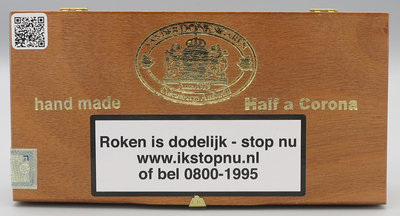 hand made
Half a Corona
Roken is dodelijk - stop nu
www.ikstopnu.nl
of bel 0800-1995